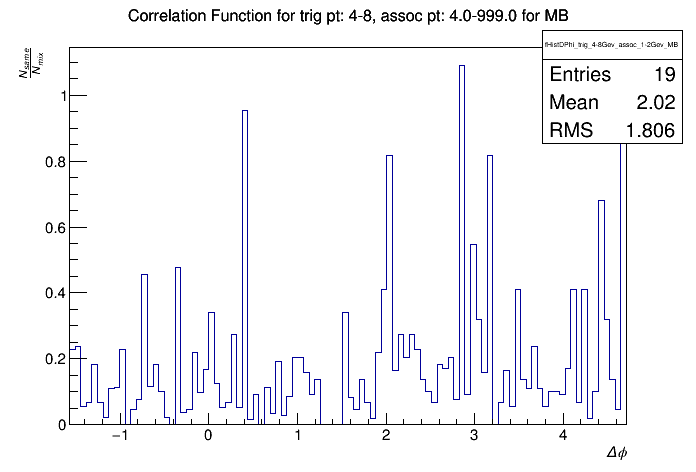 Correlation Function for trig pt: 4-8, assoc pt: 4.0-999.0 for MB
fHistDPhi_trig_4-8Gev_assoc_1-2Gev_MB
Entries 19
Mean 2.02
RMS 1.806
N_same
N_mix
1
0.8
0.6
0.4
0.2
0
−1 0 1 2 3 4
Δϕ